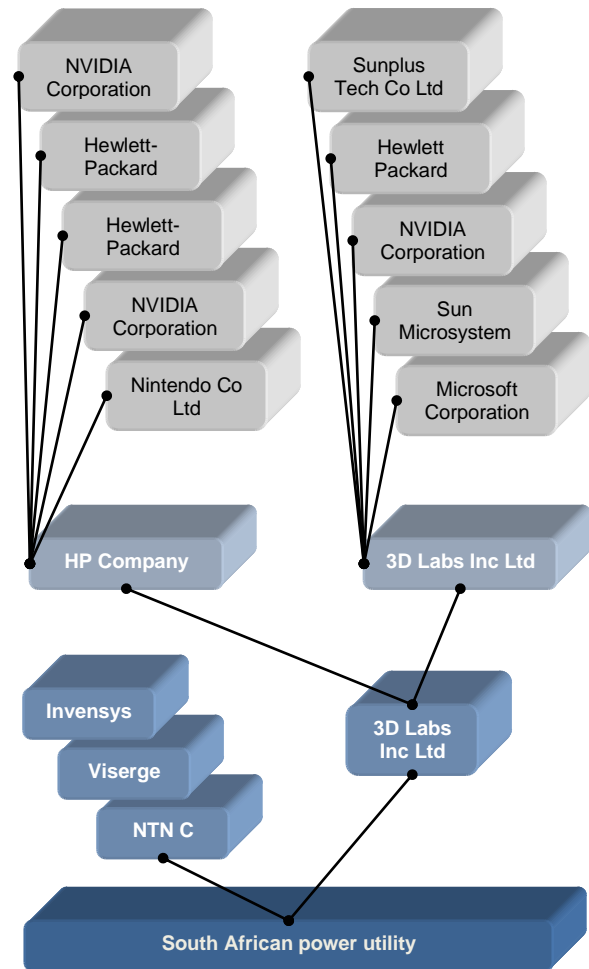 NVIDIA
Corporation
Hewlett-
Packard
Hewlett-
Packard
NVIDIA
Corporation
Nintendo Co
Ltd
Sunplus
Tech Co Ltd
Hewlett
Packard
NVIDIA
Corporation
Sun
Microsystem
Microsoft
Corporation
HP Company
3D Labs Inc Ltd
Invensys
Viserge
NTN C
3D Labs
Inc Ltd
South African power utility